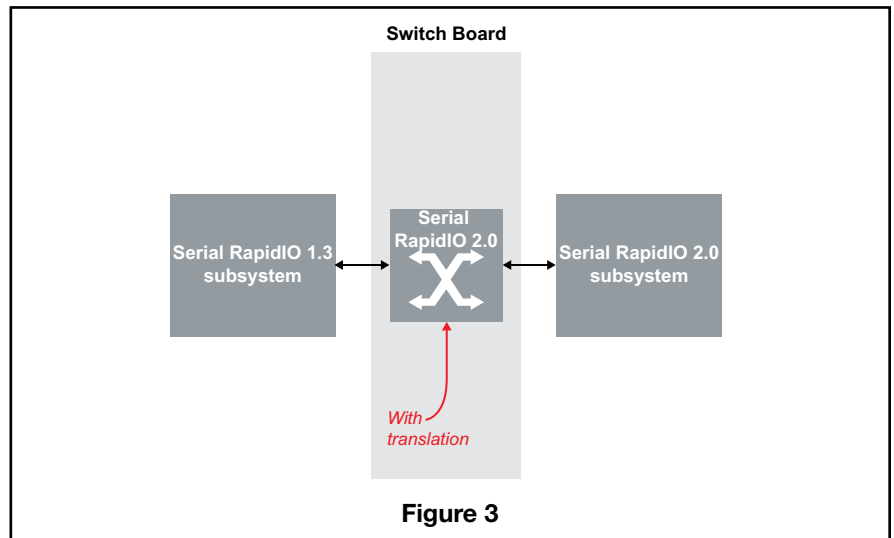 Switch Board
Serial RapidIO 1.3
subsystem
Serial
RapidIO 2.0
Serial RapidIO 2.0
subsystem
With
translation
Figure 3